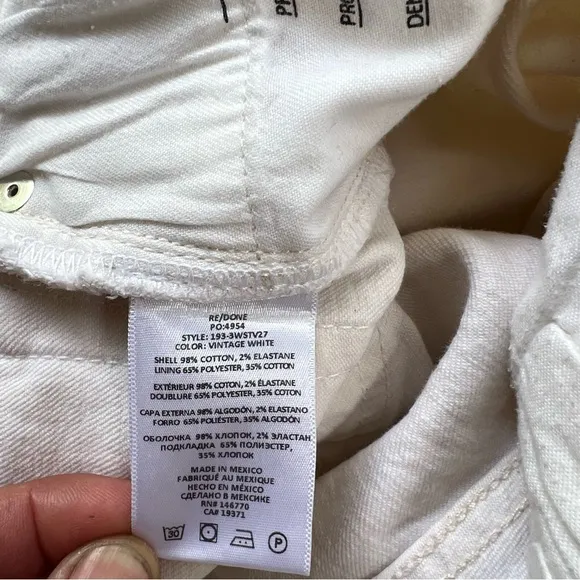 RE/DONE
PO:4954
STYLE: 193-3WSTV27
COLOR: VINTAGE WHITE
SHELL 98% COTTON, 2% ELASTANE
LINING 65% POLYESTER, 35% COTTON
EXTÉRIEUR 98% COTON, 2% ELASTANE
DOUBLURE 65% POLYESTER, 35% COTON
CAPA EXTERNA 98% ALGODÓN, 2% ELASTANO
FORRO 65% POLIÉSTER, 35% ALGODÓN
ОБОЛОЧКА 98% ХЛОПОК, 2% ЭЛАСТАН
ПОДКЛАДКА 65% ПОЛИЭСТЕР,
35% ХЛОПОК
MADE IN MEXICO
FABRIQUÉ AU MEXIQUE
HECHO EN MÉXICO
СДЕЛАНО В МЕКСИКЕ
RN# 146770
CA# 19371
30
P